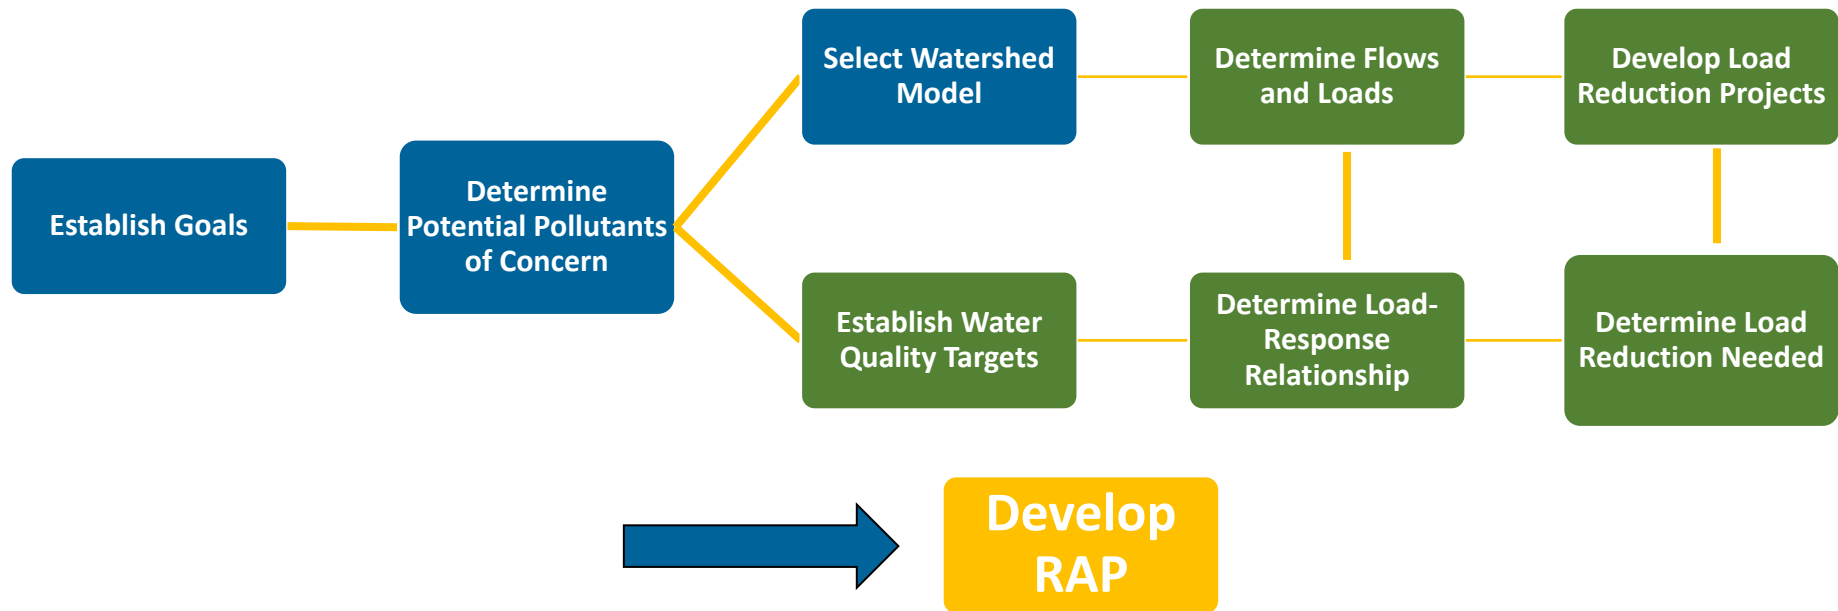 Establish Goals
Determine
Potential Pollutants
of Concern
Select Watershed
Model
Determine Flows
and Loads
Develop Load
Reduction Projects
Establish Water
Quality Targets
Determine Load-
Response
Relationship
Determine Load
Reduction Needed
Develop
RAP